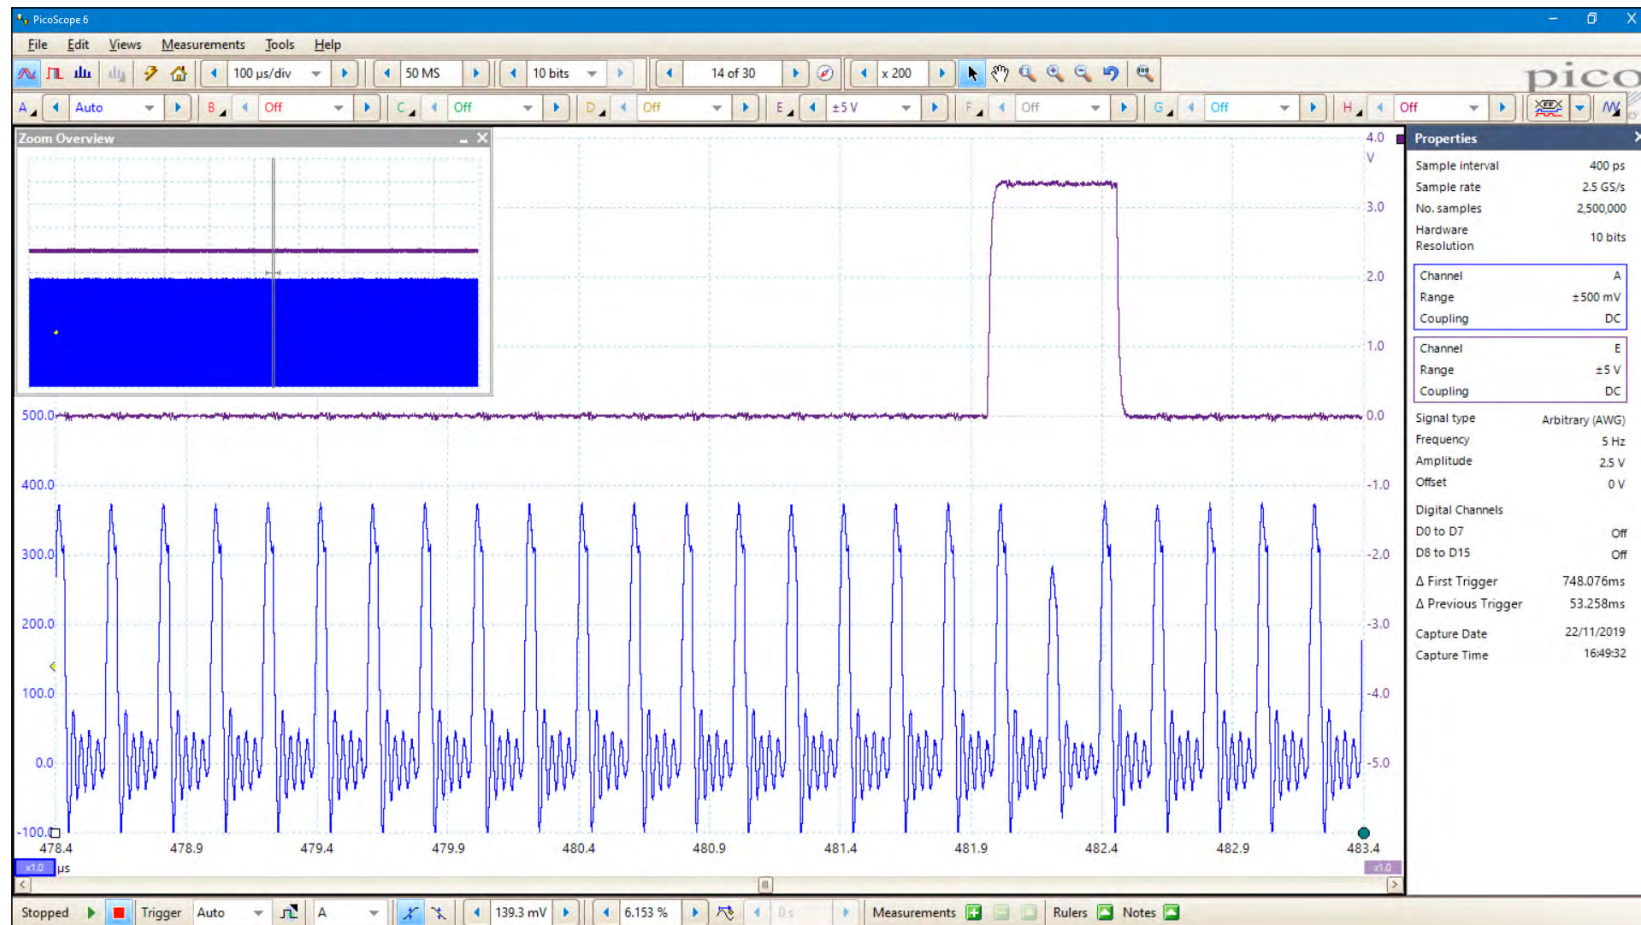 PicoScope 6
File Edit Views Measurements Tools Help
100 µs/div 50 MS 10 bits 14 of 30 x 200
pico
A Auto B Off C Off D Off E ±5 V F Off G Off H Off
Zoom Overview
4.0
V
3.0
2.0
1.0
500.0 0.0
400.0 -1.0
300.0 -2.0
200.0 -3.0
100.0 -4.0
0.0 -5.0
-100.0
478.4 478.9 479.4 479.9 480.4 480.9 481.4 481.9 482.4 482.9 483.4
x1.0 µs x1.0
Properties
Sample interval 400 ps
Sample rate 2.5 GS/s
No. samples 2,500,000
Hardware
Resolution 10 bits
Channel A
Range ±500 mV
Coupling DC
Channel E
Range ±5 V
Coupling DC
Signal type Arbitrary (AWG)
Frequency 5 Hz
Amplitude 2.5 V
Offset 0 V
Digital Channels
D0 to D7 Off
D8 to D15 Off
Δ First Trigger 748.076ms
Δ Previous Trigger 53.258ms
Capture Date 22/11/2019
Capture Time 16:49:32
Stopped Trigger Auto A 139.3 mV 6.153 % 0 s Measurements Rulers Notes